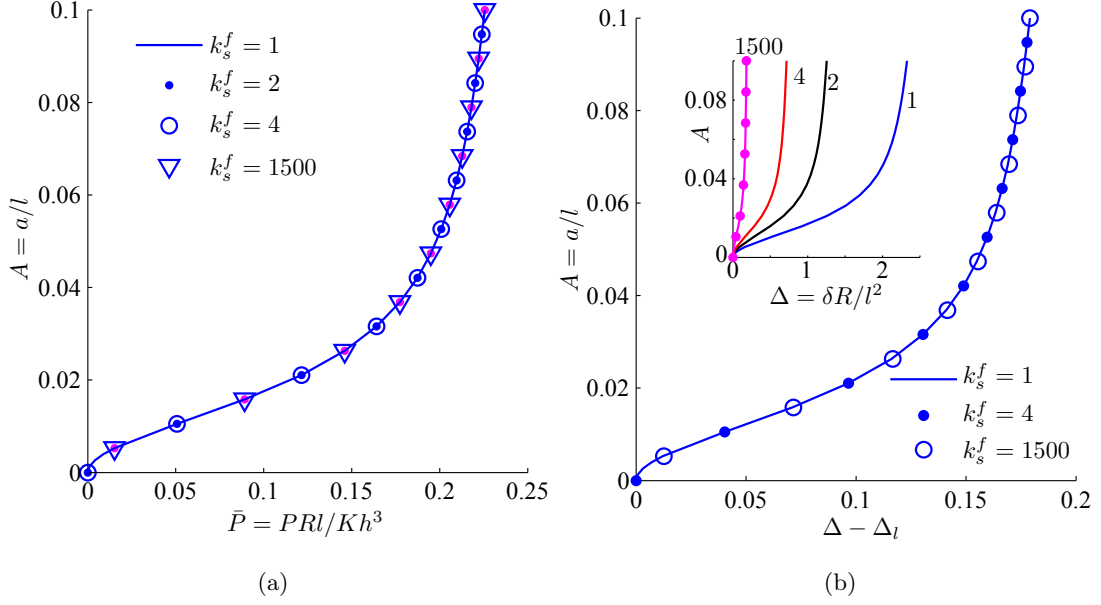 0.1
0.08
0.06
0.04
0.02
0
A = a/l
k_s^f = 1
k_s^f = 2
k_s^f = 4
k_s^f = 1500
0 0.05 0.1 0.15 0.2 0.25
P̄ = PRl/Kh³
(a)
0.1
0.08
0.06
0.04
0.02
0
A = a/l
1500
4
2
1
0.08
0.04
0
A
0 1 2
Δ = δR/l²
k_s^f = 1
k_s^f = 4
k_s^f = 1500
0 0.05 0.1 0.15 0.2
Δ − Δ_l
(b)